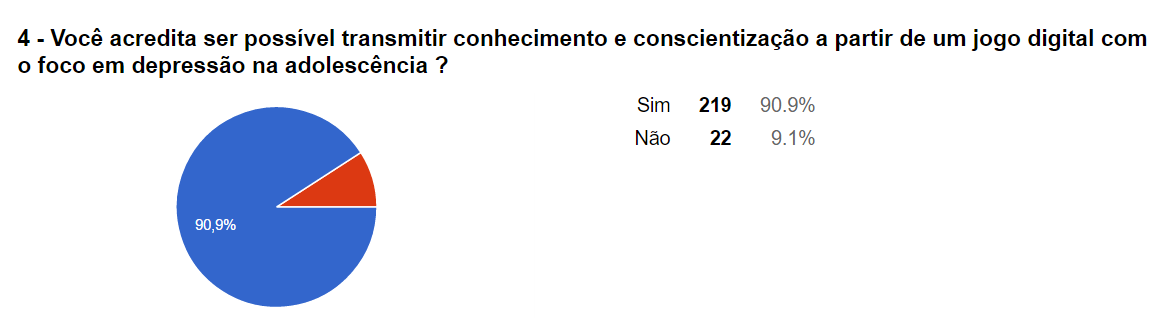 4 - Você acredita ser possível transmitir conhecimento e conscientização a partir de um jogo digital com
o foco em depressão na adolescência ?
Sim 219 90.9%
Não 22 9.1%
90,9%